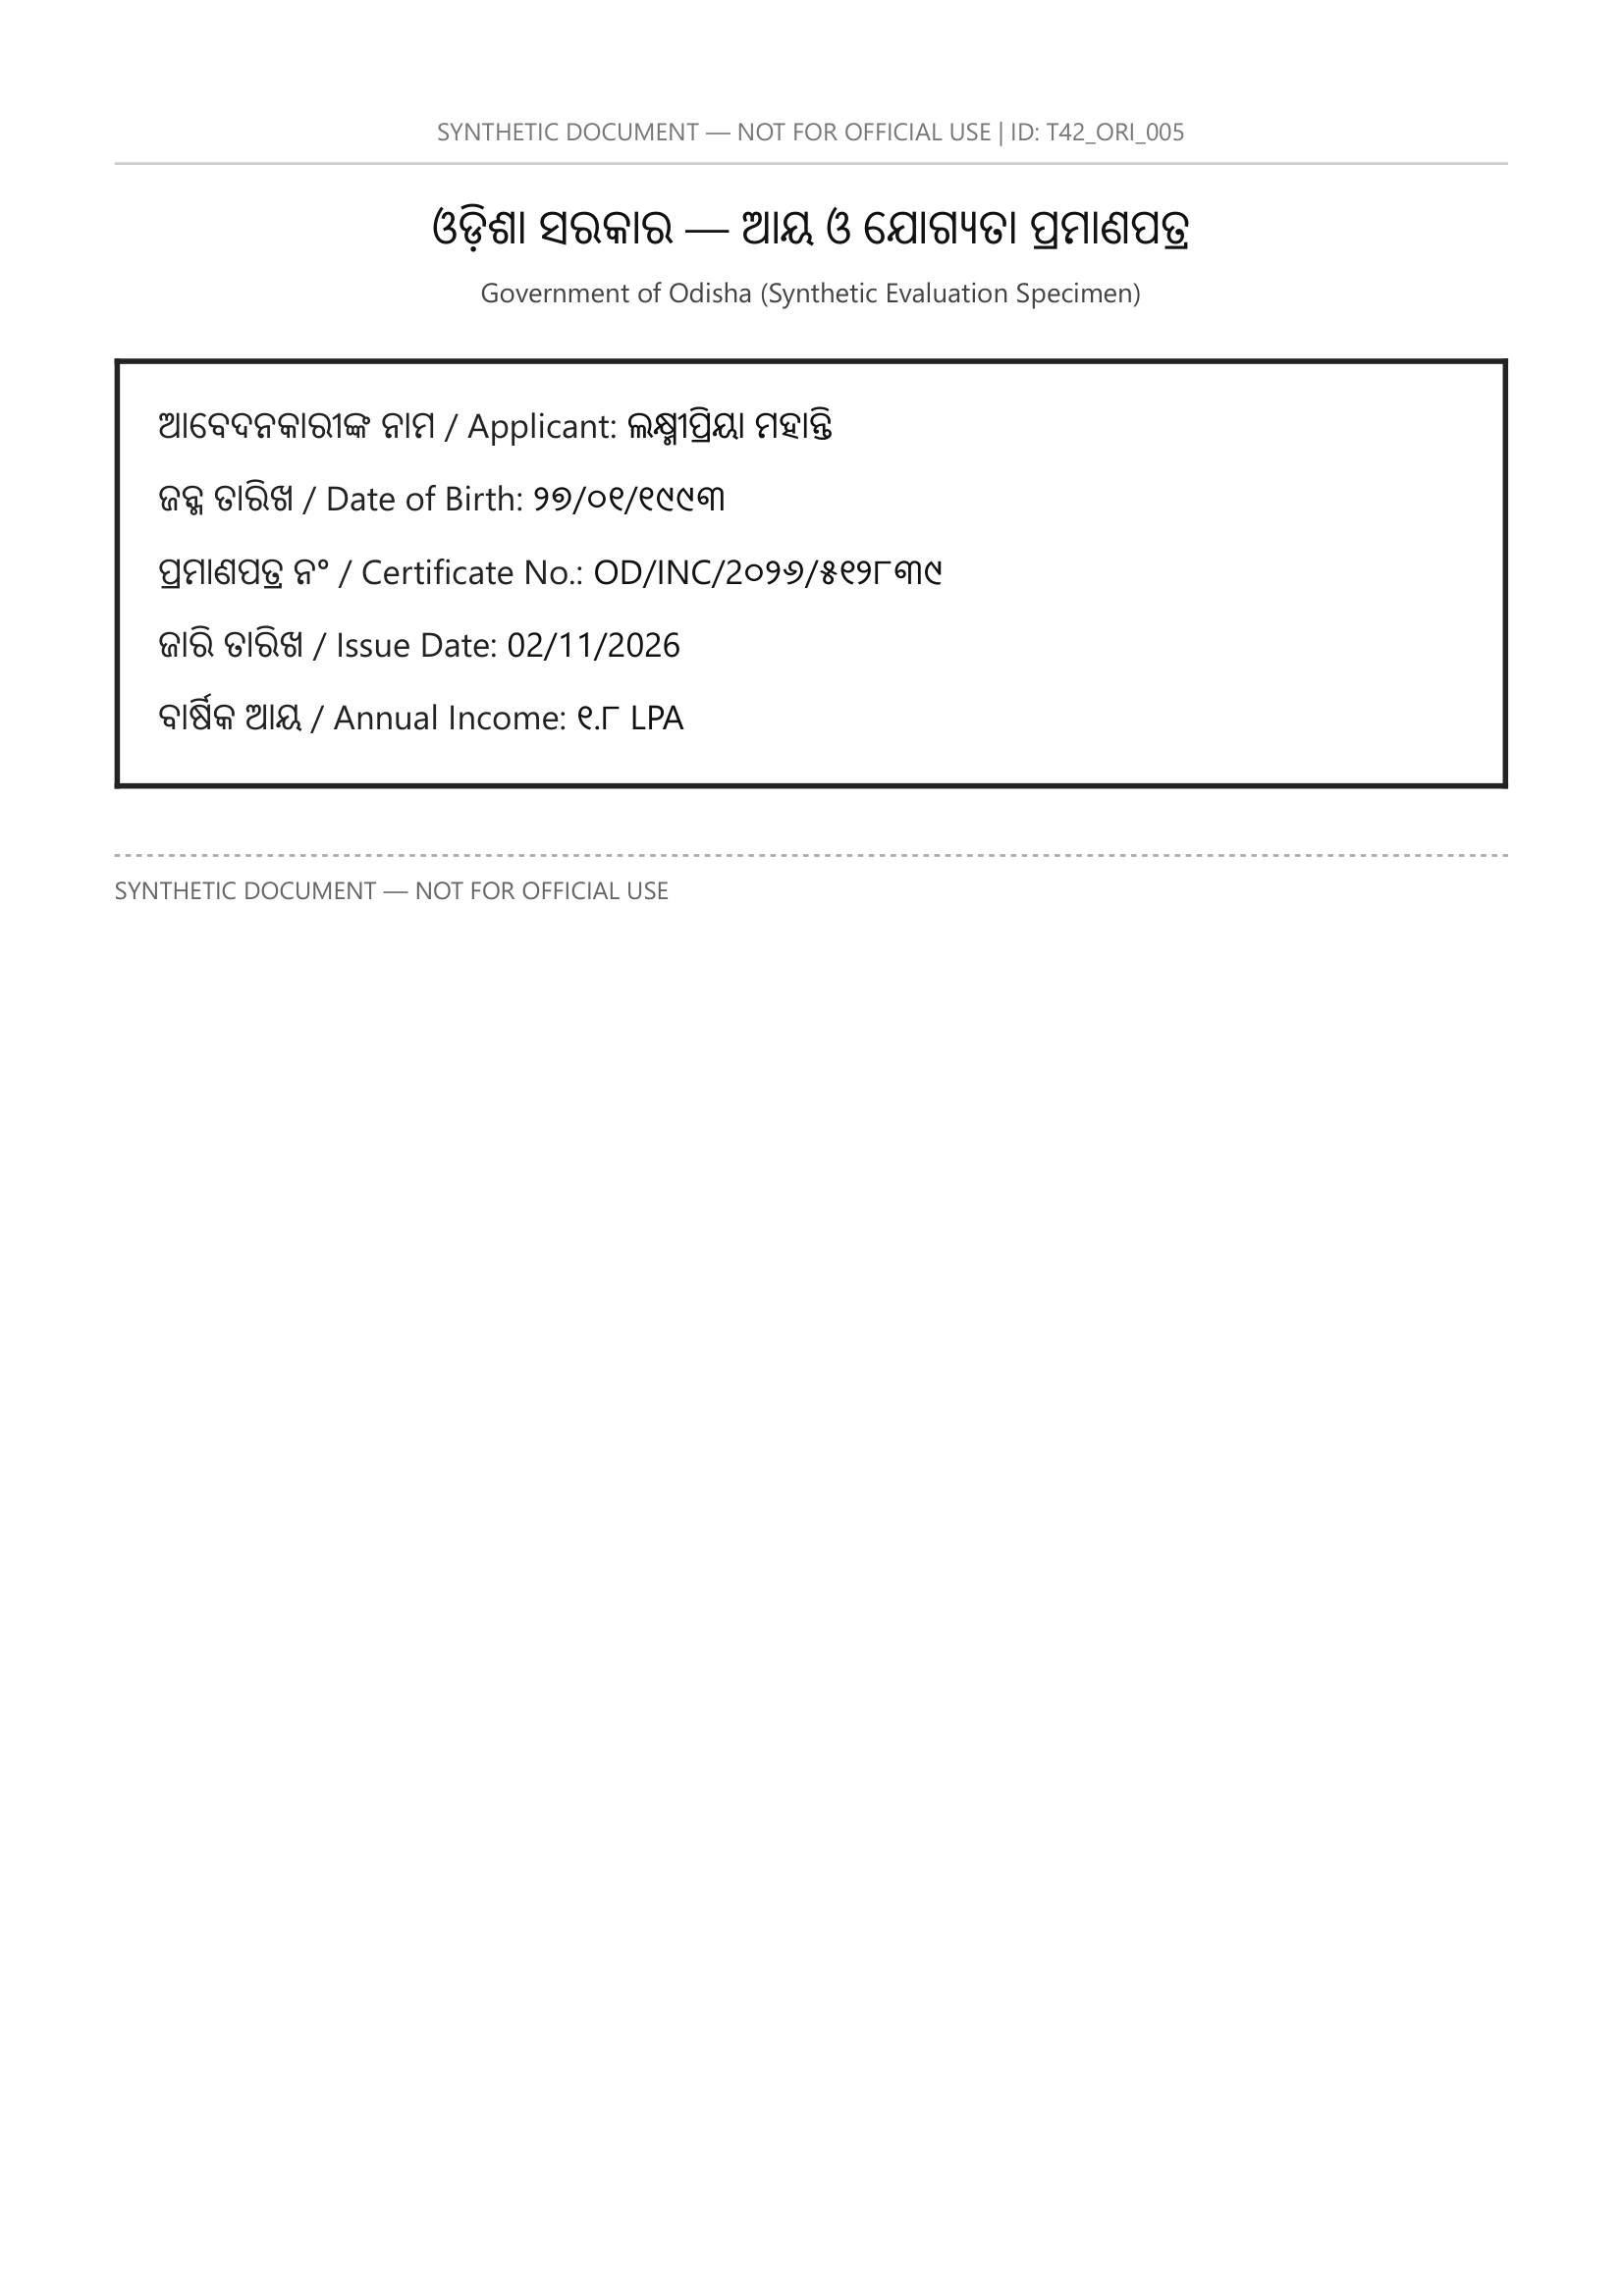 SYNTHETIC DOCUMENT — NOT FOR OFFICIAL USE | ID: T42_ORI_005
ଓଡ଼ିଶା ସରକାର — ଆୟ ଓ ଯୋଗ୍ୟତା ପ୍ରମାଣପତ୍ର
Government of Odisha (Synthetic Evaluation Specimen)
ଆବେଦନକାରୀଙ୍କ ନାମ / Applicant: ଲକ୍ଷ୍ମୀପ୍ରିୟା ମହାନ୍ତି
ଜନ୍ମ ତାରିଖ / Date of Birth: ୨୭/୦୧/୧୯୯୩
ପ୍ରମାଣପତ୍ର ନଂ / Certificate No.: OD/INC/2୦୨୬/୫୧୨୮୩୯
ଜାରି ତାରିଖ / Issue Date: 02/11/2026
ବାର୍ଷିକ ଆୟ / Annual Income: ୧.୮ LPA
SYNTHETIC DOCUMENT — NOT FOR OFFICIAL USE